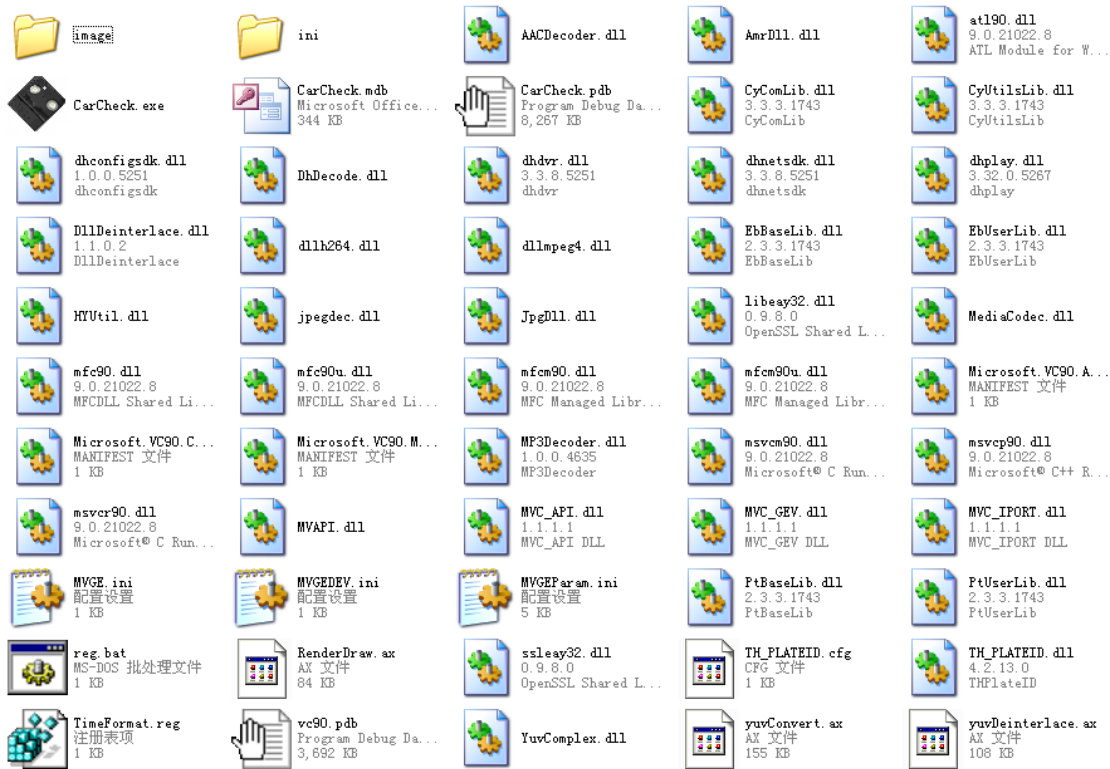 image
ini
AACDecoder.dll
AmrDll.dll
atl90.dll
9.0.21022.8
ATL Module for W...
CarCheck.exe
CarCheck.mdb
Microsoft Office...
344 KB
CarCheck.pdb
Program Debug Da...
8,267 KB
CyComLib.dll
3.3.3.1743
CyComLib
CyUtilsLib.dll
3.3.3.1743
CyUtilsLib
dhconfigsdk.dll
1.0.0.5251
dhconfigsdk
DhDecode.dll
dhdvr.dll
3.3.8.5251
dhdvr
dhnetsdk.dll
3.3.8.5251
dhnetsdk
dhplay.dll
3.32.0.5267
dhplay
DllDeinterlace.dll
1.1.0.2
DllDeinterlace
dllh264.dll
dllmpeg4.dll
EbBaseLib.dll
2.3.3.1743
EbBaseLib
EbUserLib.dll
2.3.3.1743
EbUserLib
HYUtil.dll
jpegdec.dll
JpgDll.dll
libeay32.dll
0.9.8.0
OpenSSL Shared L...
MediaCodec.dll
mfc90.dll
9.0.21022.8
MFCDLL Shared Li...
mfc90u.dll
9.0.21022.8
MFCDLL Shared Li...
mfcm90.dll
9.0.21022.8
MFC Managed Libr...
mfcm90u.dll
9.0.21022.8
MFC Managed Libr...
Microsoft.VC90.A...
MANIFEST 文件
1 KB
Microsoft.VC90.C...
MANIFEST 文件
1 KB
Microsoft.VC90.M...
MANIFEST 文件
1 KB
MP3Decoder.dll
1.0.0.4635
MP3Decoder
msvcm90.dll
9.0.21022.8
Microsoft® C Run...
msvcp90.dll
9.0.21022.8
Microsoft® C++ R...
msvcr90.dll
9.0.21022.8
Microsoft® C Run...
MVAPI.dll
MVC_API.dll
1.1.1.1
MVC_API DLL
MVC_GEV.dll
1.1.1.1
MVC_GEV DLL
MVC_IPORT.dll
1.1.1.1
MVC_IPORT DLL
MVGE.ini
配置设置
1 KB
MVGEDEV.ini
配置设置
1 KB
MVGEParam.ini
配置设置
5 KB
PtBaseLib.dll
2.3.3.1743
PtBaseLib
PtUserLib.dll
2.3.3.1743
PtUserLib
reg.bat
MS-DOS 批处理文件
1 KB
RenderDraw.ax
AX 文件
84 KB
ssleay32.dll
0.9.8.0
OpenSSL Shared L...
TH_PLATEID.cfg
CFG 文件
1 KB
TH_PLATEID.dll
4.2.13.0
THPlateID
TimeFormat.reg
注册表项
1 KB
vc90.pdb
Program Debug Da...
3,692 KB
YuvComplex.dll
yuvConvert.ax
AX 文件
155 KB
yuvDeinterlace.ax
AX 文件
108 KB